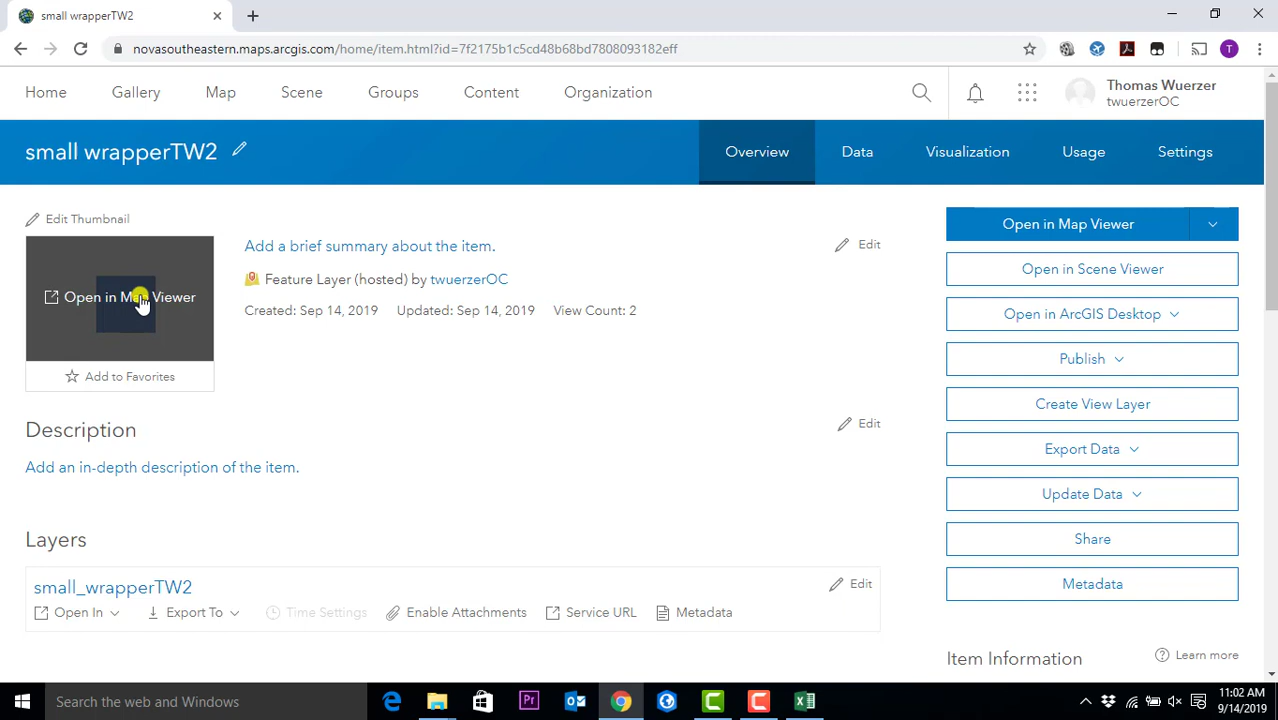 small wrapperTW2
novasoutheastern.maps.arcgis.com/home/item.html?id=7f2175b1c5cd48b68bd7808093182eff
T
Home Gallery Map Scene Groups Content Organization
Thomas Wuerzer
twuerzerOC
small wrapperTW2
Overview Data Visualization Usage Settings
Edit Thumbnail
Open in Map Viewer
Add to Favorites
Add a brief summary about the item.
Edit
Feature Layer (hosted) by twuerzerOC
Created: Sep 14, 2019 Updated: Sep 14, 2019 View Count: 2
Description
Edit
Add an in-depth description of the item.
Layers
small_wrapperTW2
Edit
Open In Export To Time Settings Enable Attachments Service URL Metadata
Open in Map Viewer
Open in Scene Viewer
Open in ArcGIS Desktop
Publish
Create View Layer
Export Data
Update Data
Share
Metadata
Item Information
Learn more
Search the web and Windows
Pr
11:02 AM
9/14/2019